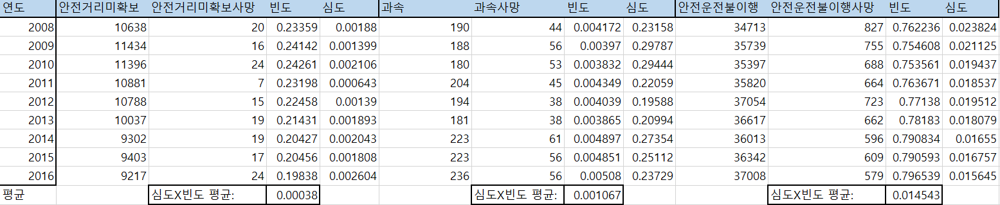 연도 안전거리미확보 안전거리미확보사망 빈도 심도 과속 과속사망 빈도 심도 안전운전불이행 안전운전불이행사망 빈도 심도
2008 10638 20 0.23359 0.00188 190 44 0.004172 0.23158 34713 827 0.762236 0.023824
2009 11434 16 0.24142 0.001399 188 56 0.00397 0.29787 35739 755 0.754608 0.021125
2010 11396 24 0.24261 0.002106 180 53 0.003832 0.29444 35397 688 0.753561 0.019437
2011 10881 7 0.23198 0.000643 204 45 0.004349 0.22059 35820 664 0.763671 0.018537
2012 10788 15 0.22458 0.00139 194 38 0.004039 0.19588 37054 723 0.77138 0.019512
2013 10037 19 0.21431 0.001893 181 38 0.003865 0.20994 36617 662 0.78183 0.018079
2014 9302 19 0.20427 0.002043 223 61 0.004897 0.27354 36013 596 0.790834 0.01655
2015 9403 17 0.20456 0.001808 223 56 0.004851 0.25112 36342 609 0.790593 0.016757
2016 9217 24 0.19838 0.002604 236 56 0.00508 0.23729 37008 579 0.796539 0.015645
평균 심도X빈도 평균: 0.00038 심도X빈도 평균: 0.001067 심도X빈도 평균: 0.014543